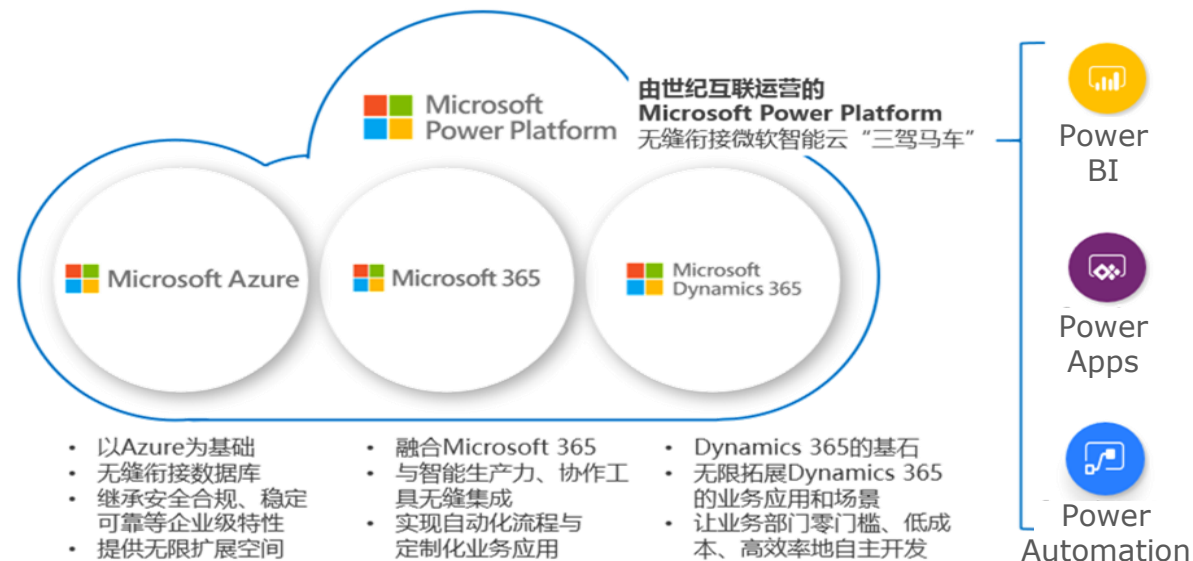 Microsoft
Power Platform
由世纪互联运营的
Microsoft Power Platform
无缝衔接微软智能云“三驾马车”
Microsoft Azure
Microsoft 365
Microsoft
Dynamics 365
• 以Azure为基础
• 无缝衔接数据库
• 继承安全合规、稳定
可靠等企业级特性
• 提供无限扩展空间
• 融合Microsoft 365
• 与智能生产力、协作工
具无缝集成
• 实现自动化流程与
定制化业务应用
• Dynamics 365的基石
• 无限拓展Dynamics 365
的业务应用和场景
• 让业务部门零门槛、低成
本、高效率地自主开发
Power
BI
Power
Apps
Power
Automation